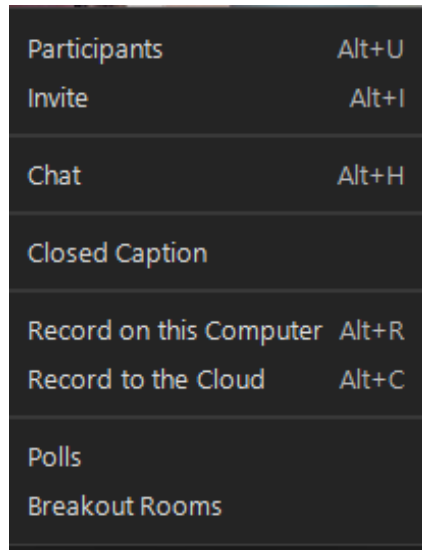 Participants Alt+U
Invite Alt+I
Chat Alt+H
Closed Caption
Record on this Computer Alt+R
Record to the Cloud Alt+C
Polls
Breakout Rooms